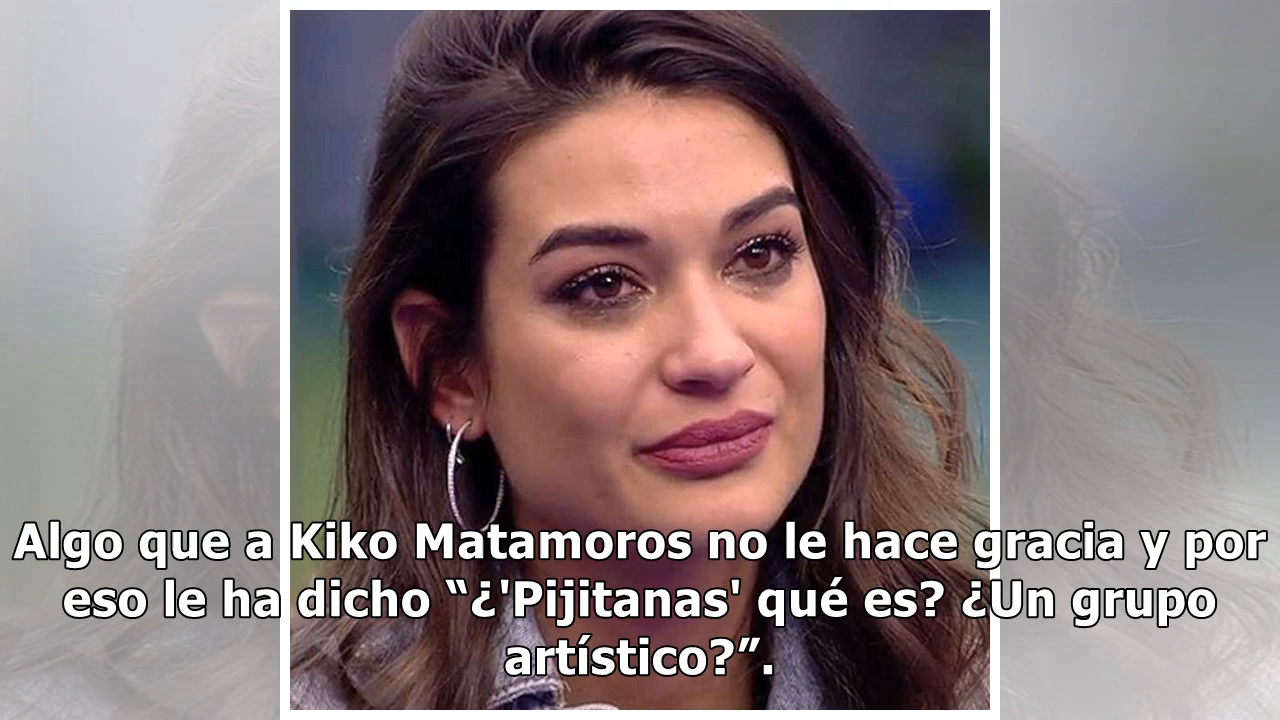 Algo que a Kiko Matamoros no le hace gracia y por
eso le ha dicho “¿'Pijitanas' qué es? ¿Un grupo
artístico?”.